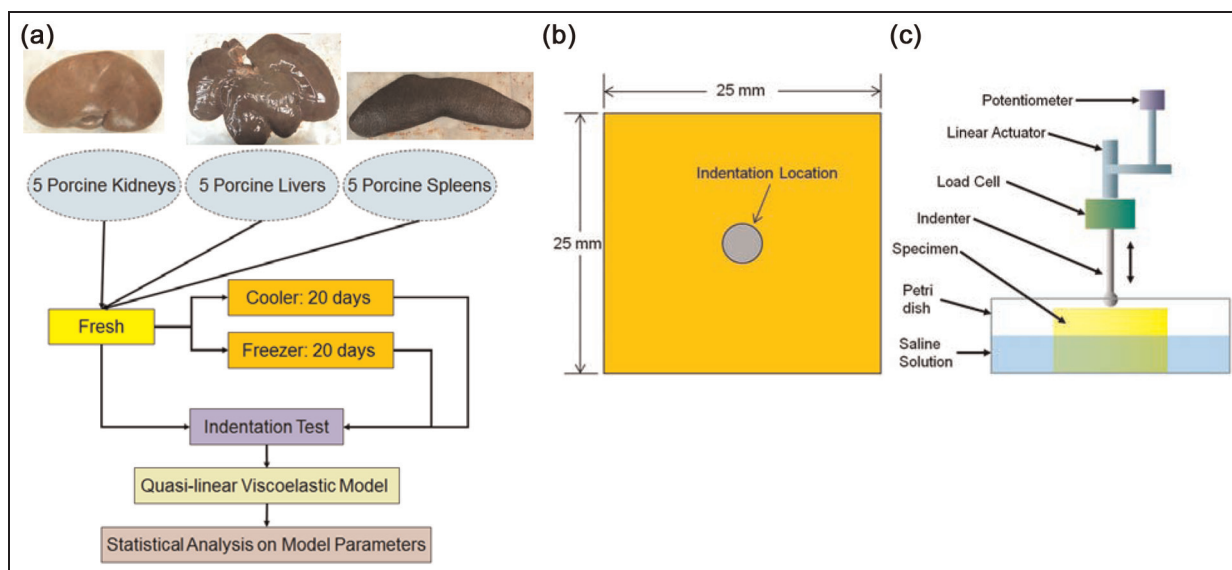 (a)
5 Porcine Kidneys
5 Porcine Livers
5 Porcine Spleens
Fresh
Cooler: 20 days
Freezer: 20 days
Indentation Test
Quasi-linear Viscoelastic Model
Statistical Analysis on Model Parameters
(b)
25 mm
25 mm
Indentation Location
(c)
Potentiometer
Linear Actuator
Load Cell
Indenter
Specimen
Petri
dish
Saline
Solution